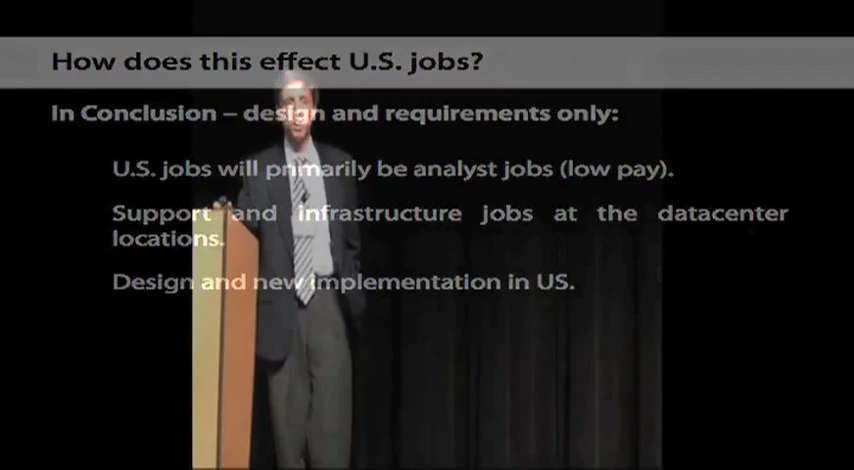 How does this effect U.S. jobs?
In Conclusion – design and requirements only:
U.S. jobs will primarily be analyst jobs (low pay).
Support and infrastructure jobs at the datacenter
locations.
Design and new implementation in US.